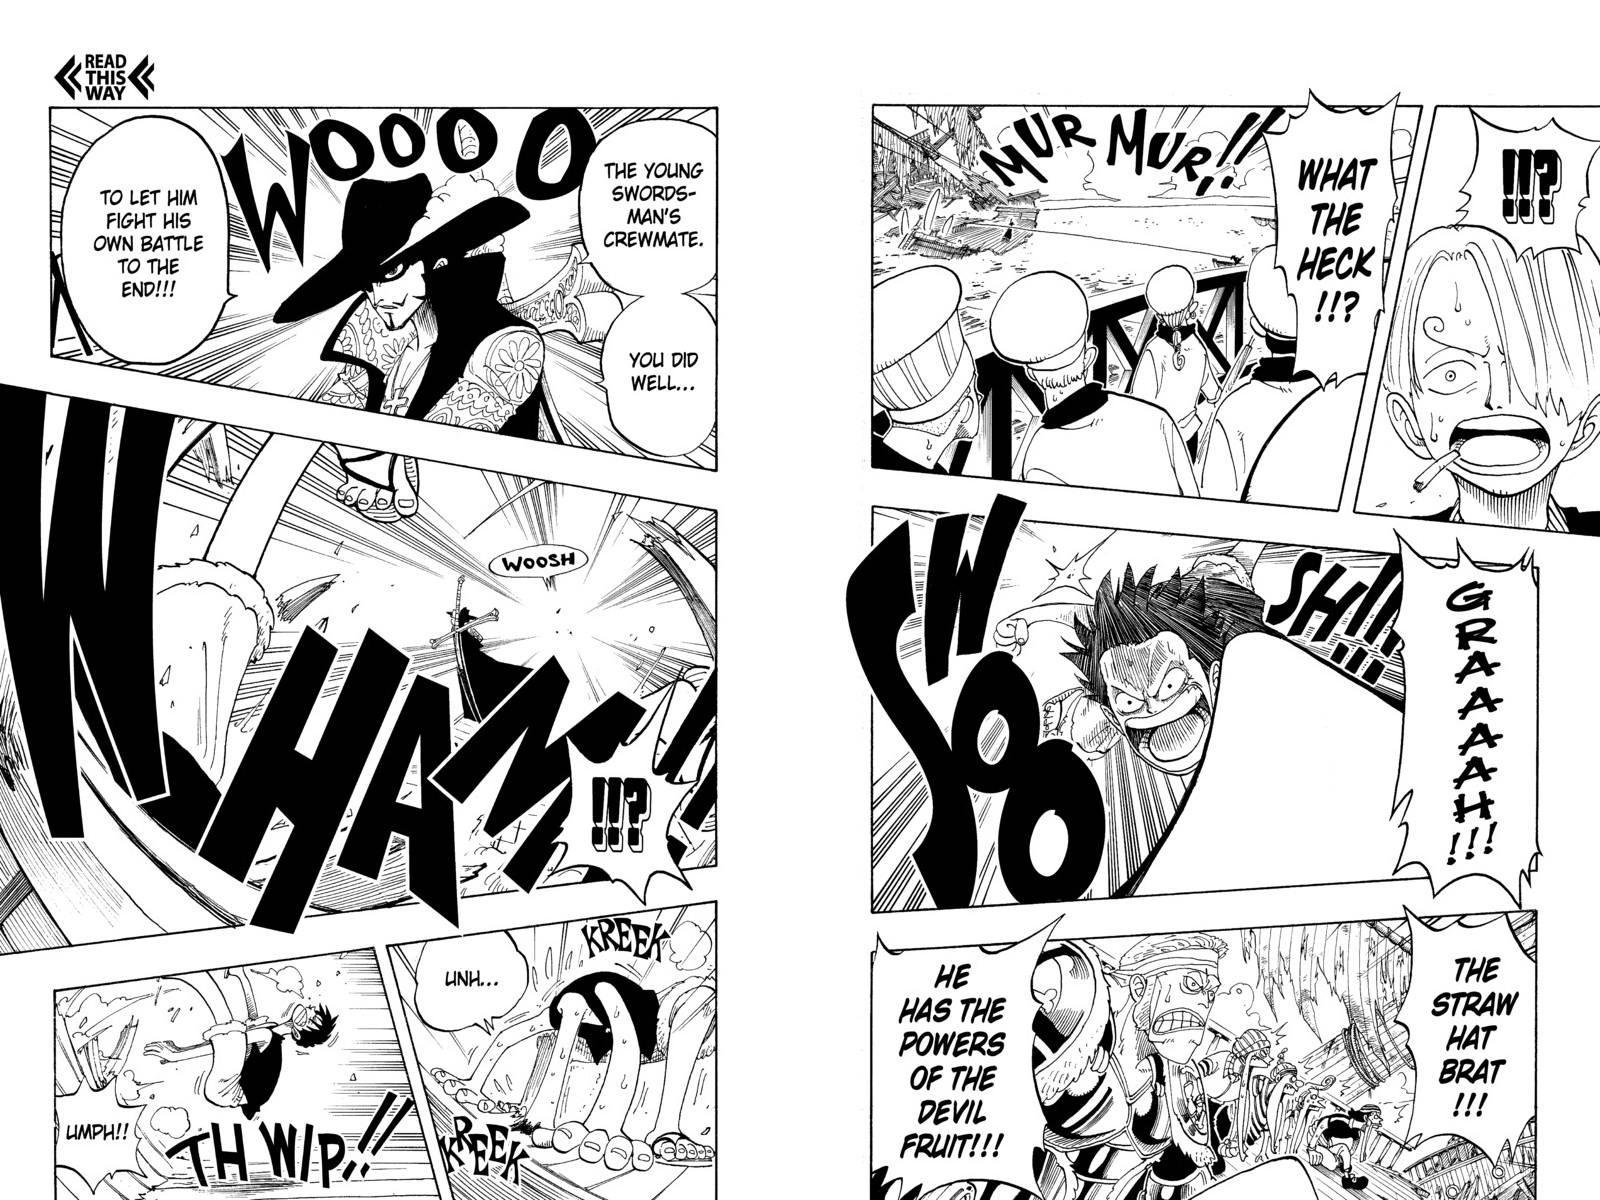 READ
THIS
WAY
!!?
WHAT
THE
HECK
!!?
MUR MUR!!
GRAAAAAH!!!
SWOOSH!!!
THE
STRAW
HAT
BRAT
!!!
HE
HAS THE
POWERS
OF THE
DEVIL
FRUIT!!!
THE YOUNG
SWORDS-
MAN'S
CREWMATE.
YOU DID
WELL...
WOOOO
TO LET HIM
FIGHT HIS
OWN BATTLE
TO THE
END!!!
WOOSH
WHAM!!
!!?
KREEK
UNH...
KREEK
UMPH!!
THWIP!!